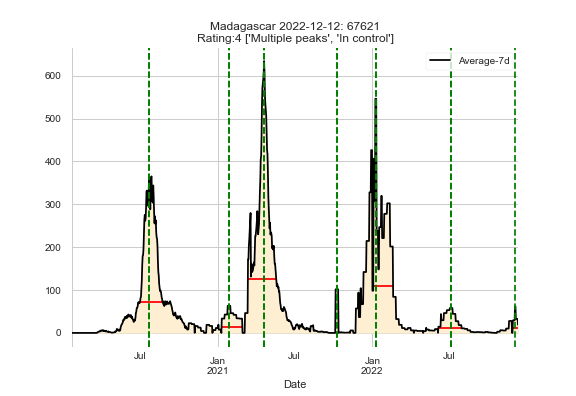 Madagascar 2022-12-12: 67621
Rating:4 ['Multiple peaks', 'In control']
Average-7d
600
500
400
300
200
100
0
Jul
Jan
2021
Jul
Jan
2022
Jul
Date